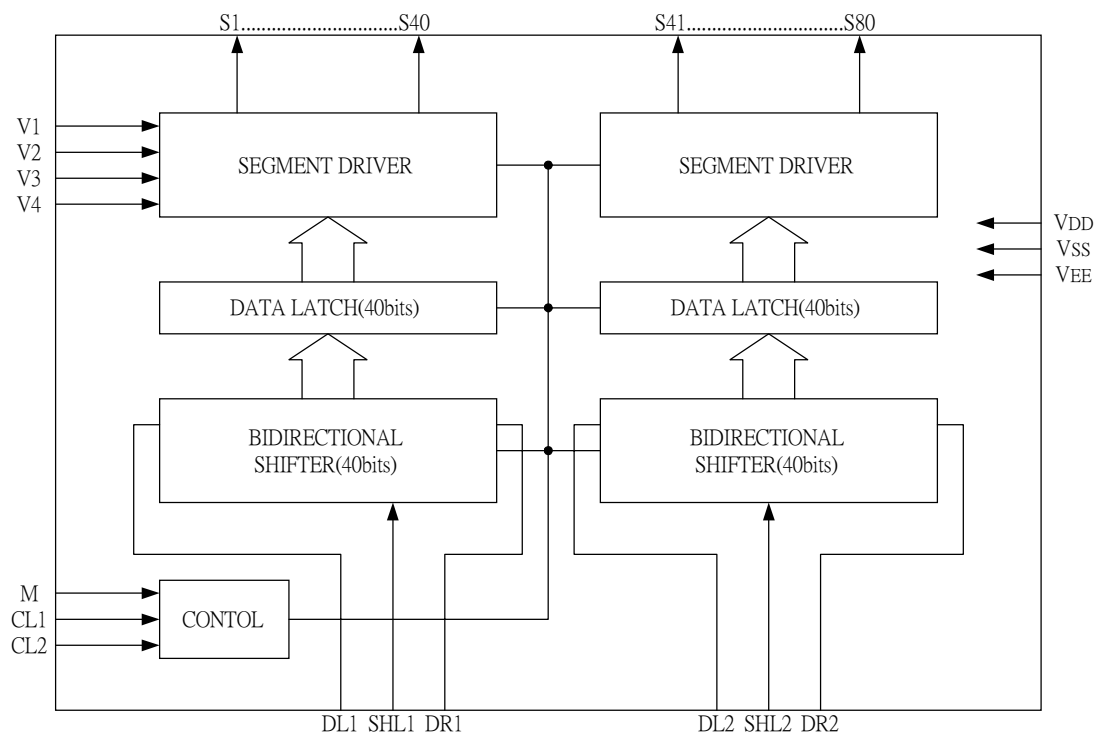 S1..............................S40
S41..............................S80
V1
V2
V3
V4
SEGMENT DRIVER
SEGMENT DRIVER
VDD
VSS
VEE
DATA LATCH(40bits)
DATA LATCH(40bits)
BIDIRECTIONAL
SHIFTER(40bits)
BIDIRECTIONAL
SHIFTER(40bits)
M
CL1
CL2
CONTOL
DL1 SHL1 DR1
DL2 SHL2 DR2